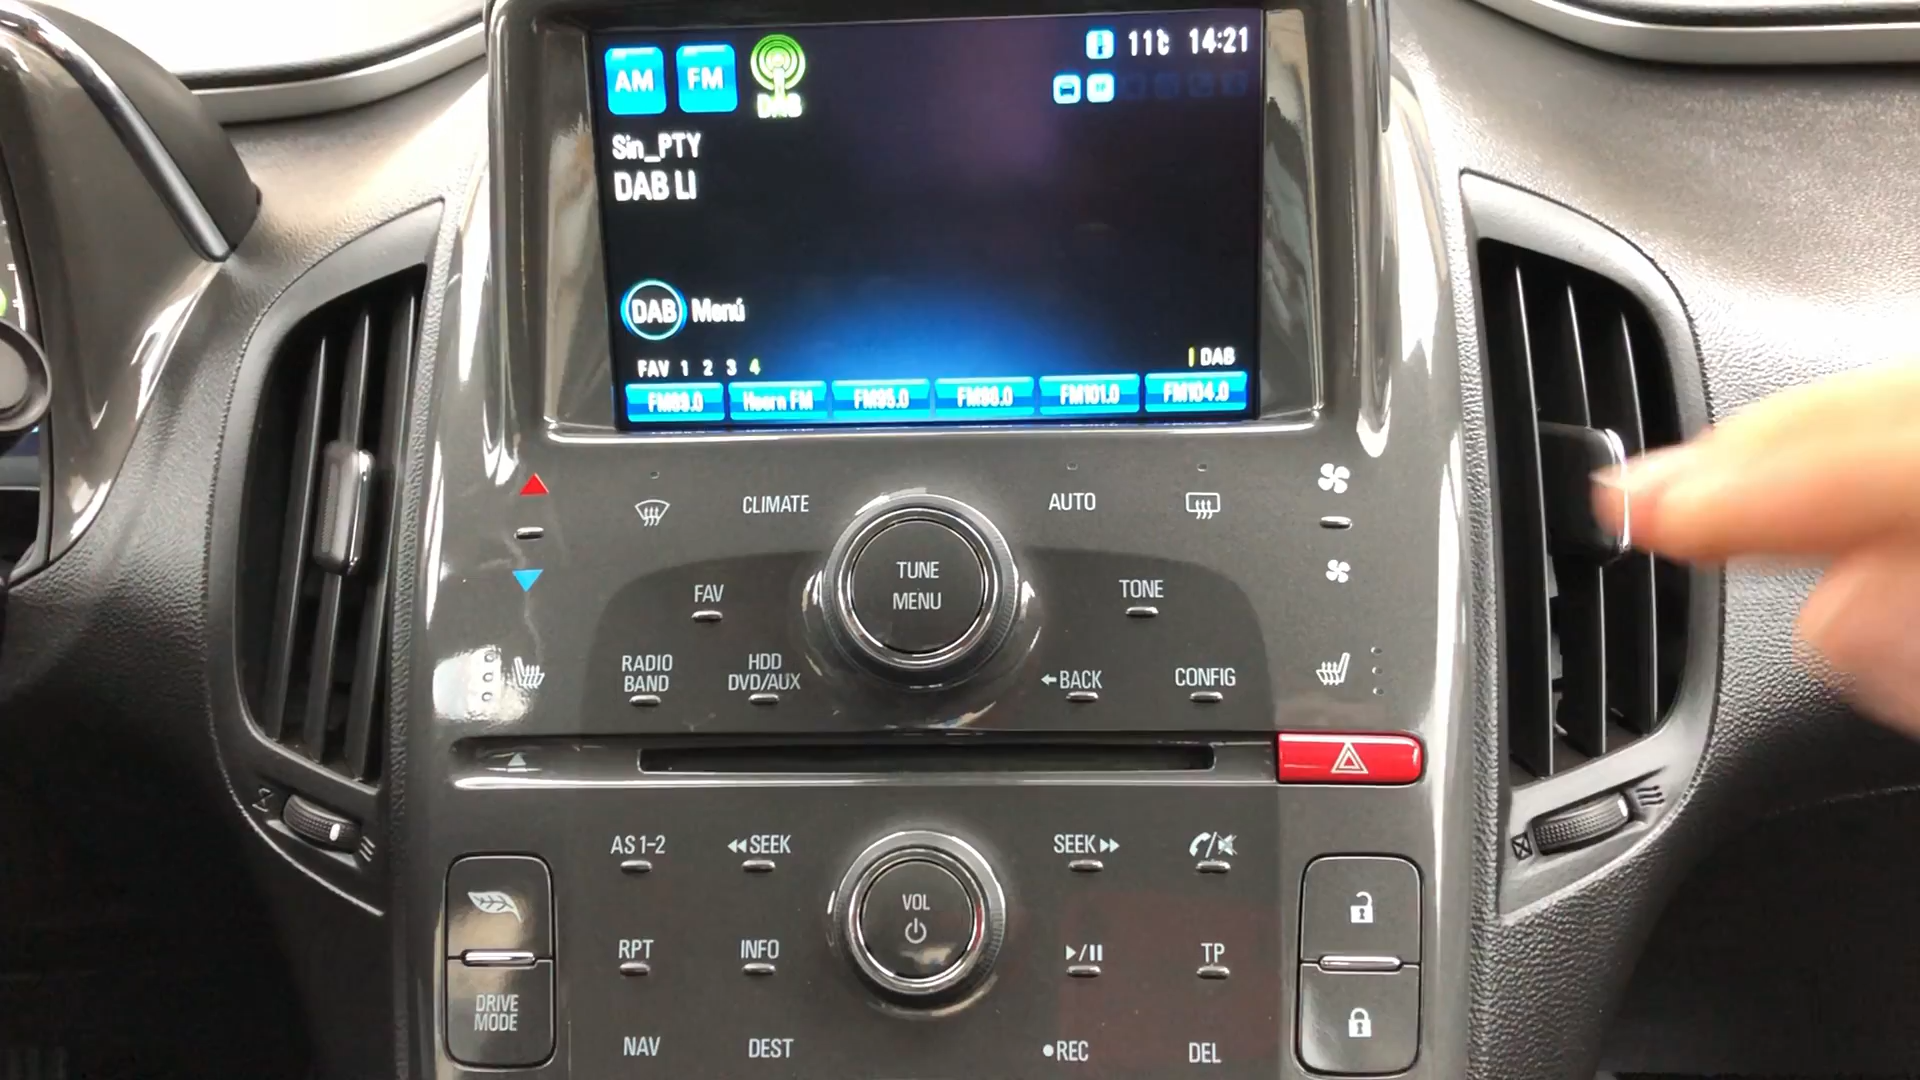 AM FM DAB 11℃ 14:21
Sin_PTY
DAB LI
DAB Menú
FAV 1 2 3 4 DAB
Hoorn FM FM95.0 FM98.0 FM101.0 FM104.0
CLIMATE AUTO
TUNE
MENU
FAV TONE
RADIO
BAND
HDD
DVD/AUX
BACK CONFIG
AS 1-2 SEEK SEEK
VOL
RPT INFO TP
DRIVE
MODE
NAV DEST REC DEL